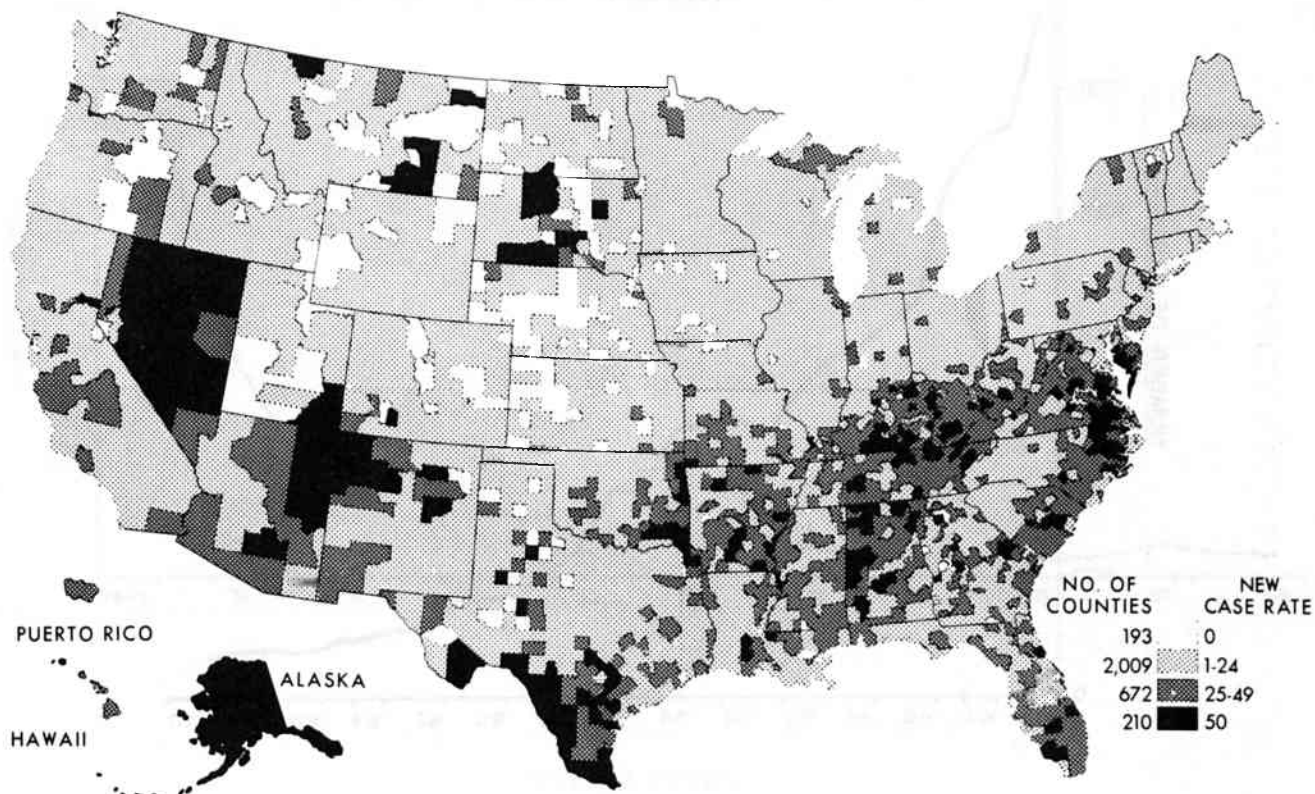 PUERTO RICO
HAWAII
ALASKA
NO. OF COUNTIES
NEW CASE RATE
193 0
2,009 1-24
672 25-49
210 50